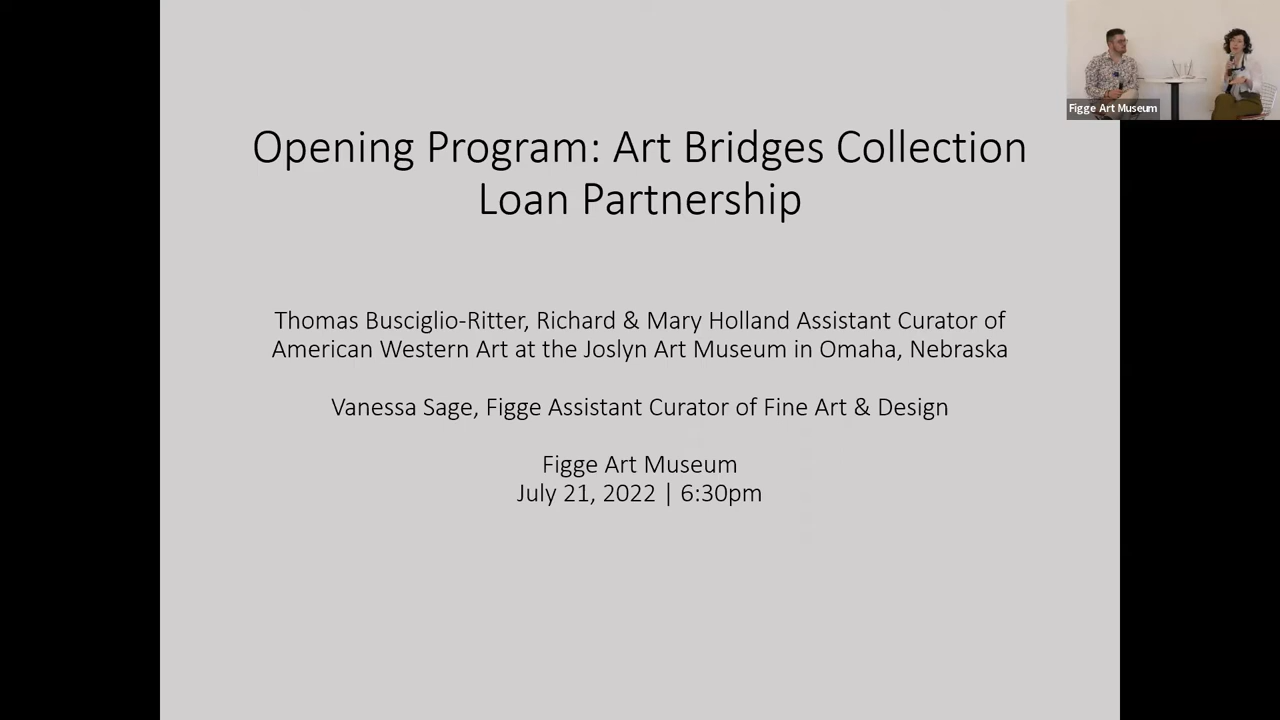 Figge Art Museum
Opening Program: Art Bridges Collection
Loan Partnership
Thomas Busciglio-Ritter, Richard & Mary Holland Assistant Curator of
American Western Art at the Joslyn Art Museum in Omaha, Nebraska
Vanessa Sage, Figge Assistant Curator of Fine Art & Design
Figge Art Museum
July 21, 2022 | 6:30pm